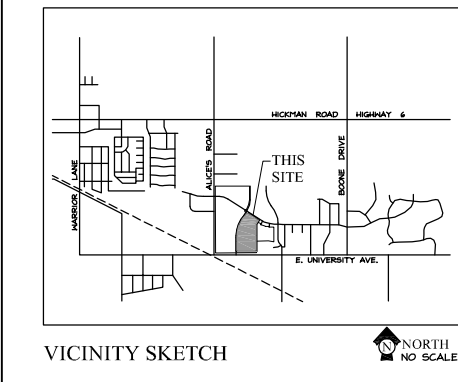 HICKMAN ROAD HIGHWAY 6
WARRIOR LANE
ALICE'S ROAD
THIS
SITE
BOONE DRIVE
E. UNIVERSITY AVE.
VICINITY SKETCH
N NORTH
NO SCALE